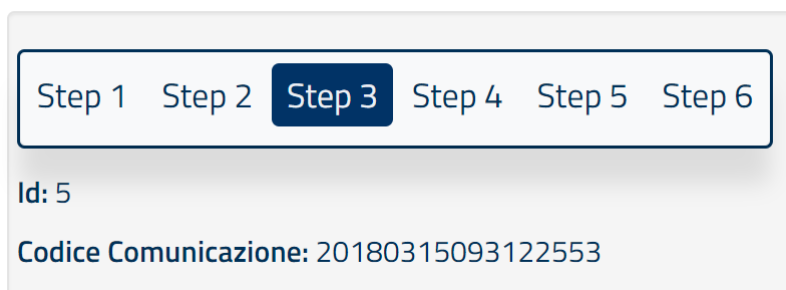 Step 1 Step 2 Step 3 Step 4 Step 5 Step 6
Id: 5
Codice Comunicazione: 20180315093122553